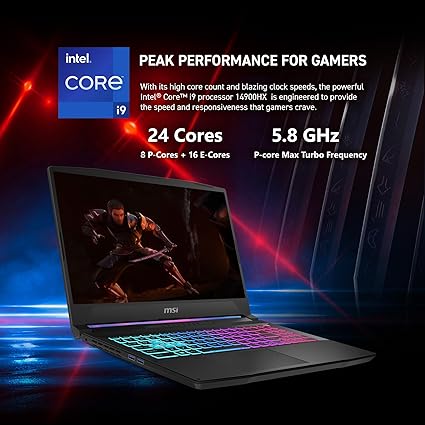 intel.
CORE
i9
PEAK PERFORMANCE FOR GAMERS
With its high core count and blazing clock speeds, the powerful
Intel® Core™ i9 processor 14900HX is engineered to provide
the speed and responsiveness that gamers crave.
24 Cores
8 P-Cores + 16 E-Cores
5.8 GHz
P-core Max Turbo Frequency
msi